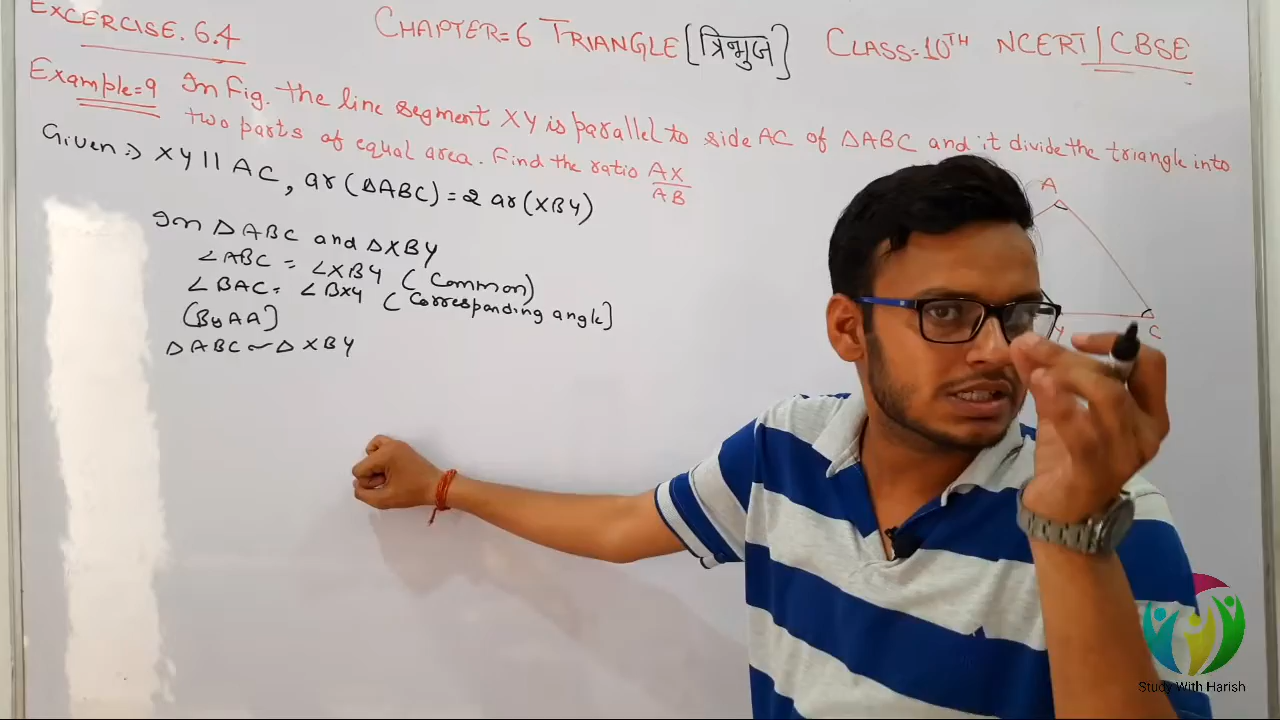 EXCERCISE. 6.4
CHAPTER=6 TRIANGLE [त्रिभुज] CLASS=10TH NCERT/CBSE
Example=9 In Fig. the line segment XY is parallel to side AC of ΔABC and it divide the triangle into
two parts of equal area. Find the ratio AX/AB
Given :> XY || AC, ar(ΔABC) = 2 ar(XBY)
In ΔABC and ΔXBY
∠ABC = ∠XBY (Common)
∠BAC = ∠BXY (Corresponding angle]
(By AA]
ΔABC ~ ΔXBY
A
Y
C
Study With Harish